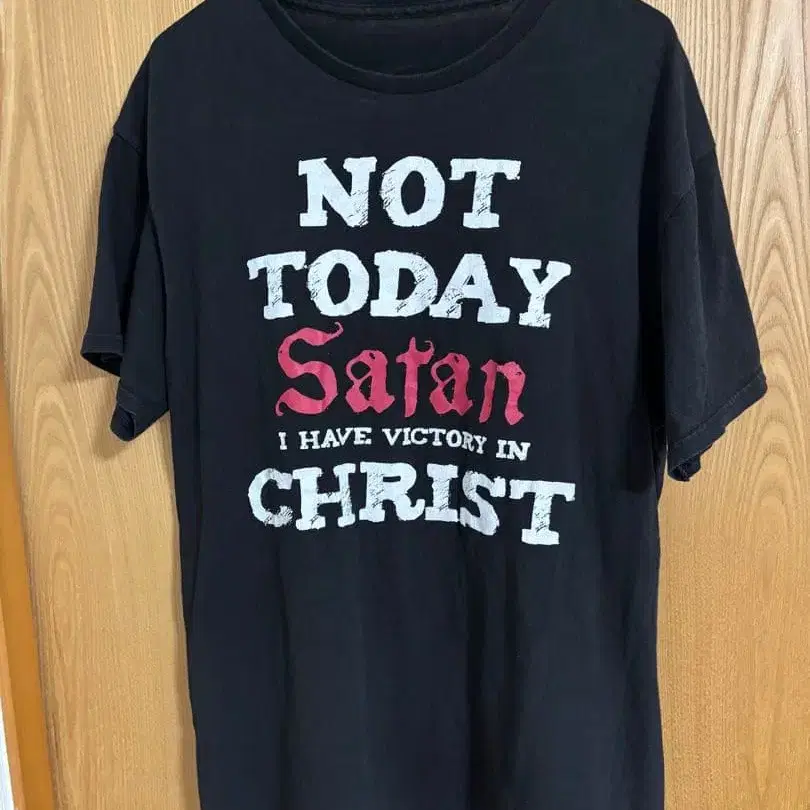 NOT
TODAY
Satan
I HAVE VICTORY IN
CHRIST